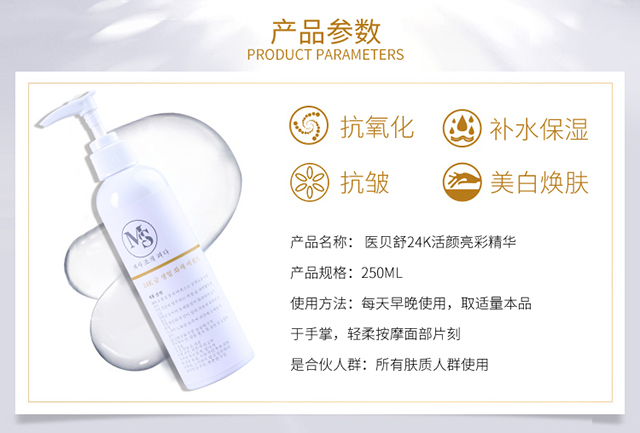 产品参数
PRODUCT PARAMETERS
抗氧化
补水保湿
抗皱
美白焕肤
MS
产品名称： 医贝舒24K活颜亮彩精华
产品规格：250ML
使用方法：每天早晚使用，取适量本品
于手掌，轻柔按摩面部片刻
是合伙人群：所有肤质人群使用